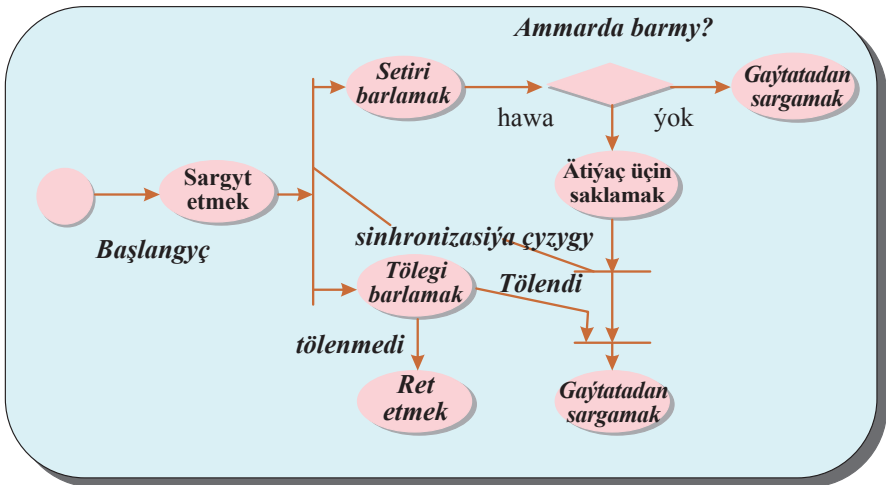 Ammarda barmy?
Setiri
barlamak
Gaýtatadan
sargamak
hawa
ýok
Sargyt
etmek
Ätiýaç üçin
saklamak
Başlangyç
sinhronizasiýa çyzygy
Tölegi
barlamak
Tölendi
tölenmedi
Ret
etmek
Gaýtatadan
sargamak